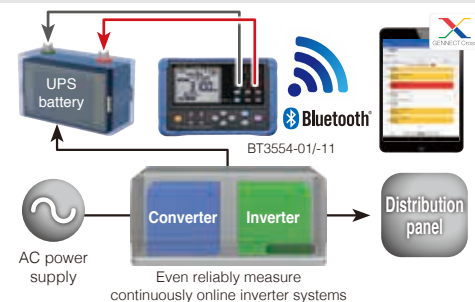 GENNECT Cross
UPS
battery
Bluetooth®
BT3554-01/-11
Converter
Inverter
Distribution
panel
AC power
supply
Even reliably measure
continuously online inverter systems